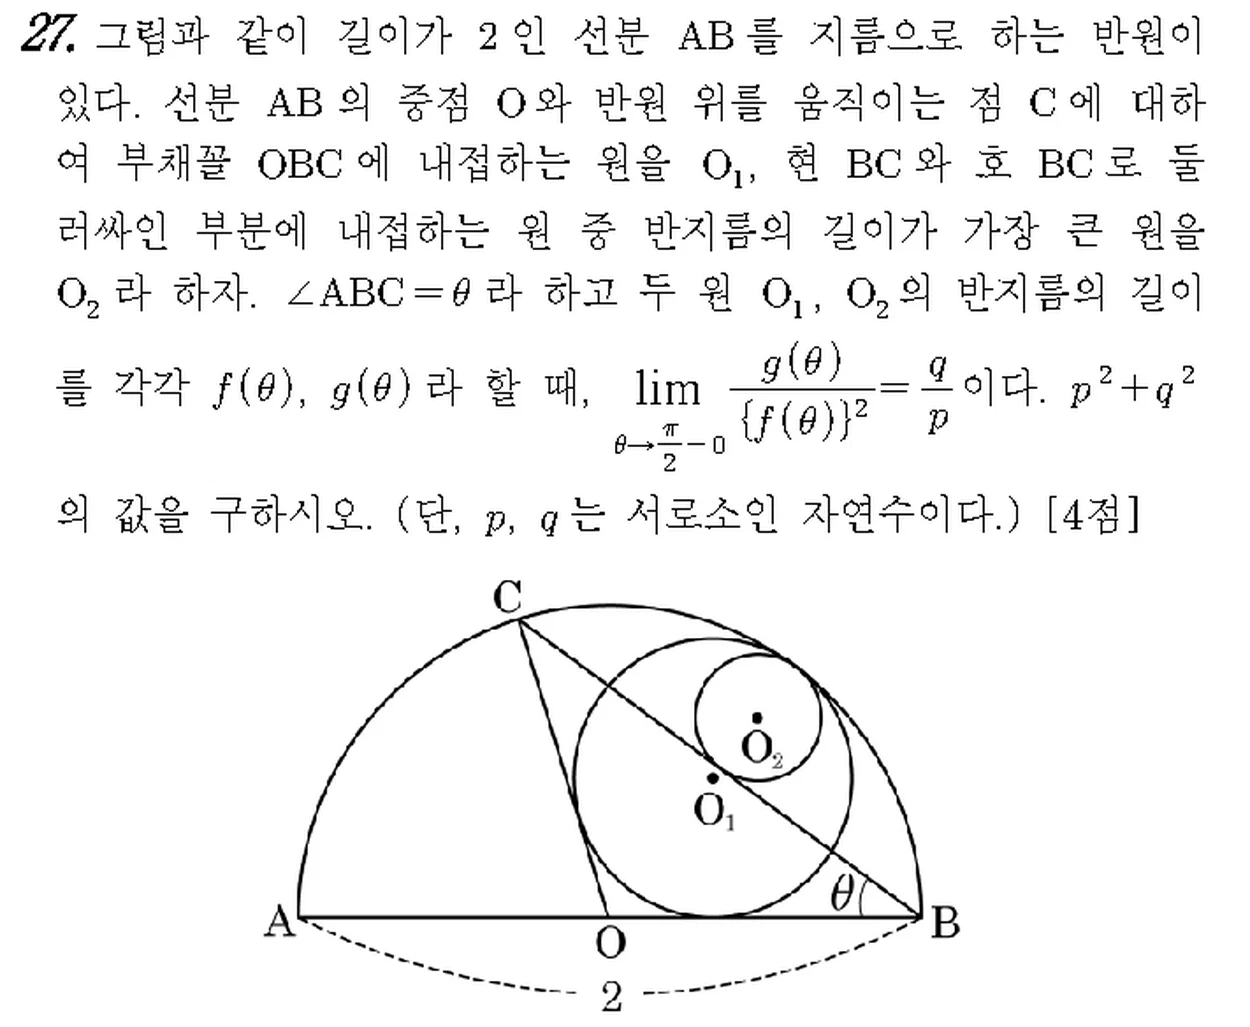 27. 그림과 같이 길이가 2인 선분 AB를 지름으로 하는 반원이
있다. 선분 AB의 중점 O와 반원 위를 움직이는 점 C에 대하
여 부채꼴 OBC에 내접하는 원을 O₁, 현 BC와 호 BC로 둘
러싸인 부분에 내접하는 원 중 반지름의 길이가 가장 큰 원을
O₂라 하자. ∠ABC=θ라 하고 두 원 O₁, O₂의 반지름의 길이
를 각각 f(θ), g(θ)라 할 때, lim_{θ→π/2-0} g(θ)/{f(θ)}² = q/p이다. p²+q²
의 값을 구하시오. (단, p, q는 서로소인 자연수이다.) [4점]
C
O₂
O₁
θ
A
O
B
2